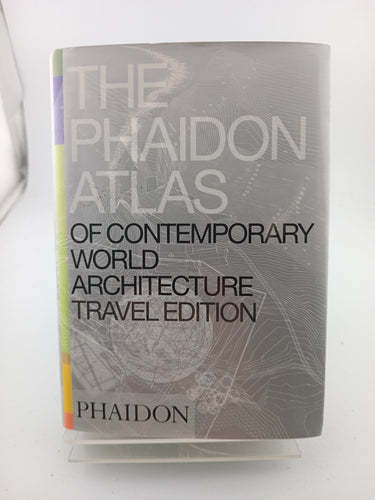 THE
PHAIDON
ATLAS
OF CONTEMPORARY
WORLD
ARCHITECTURE
TRAVEL EDITION
PHAIDON